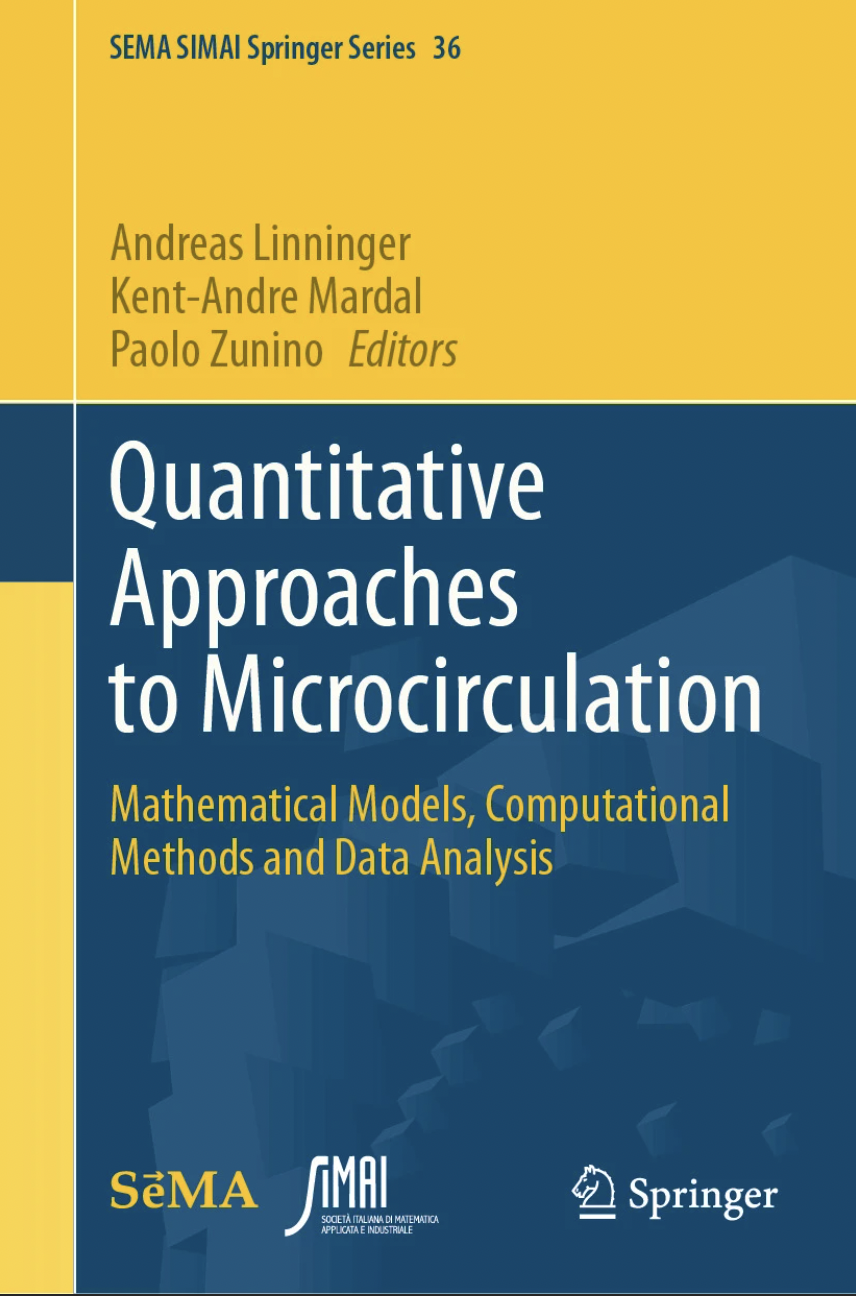 SEMA SIMAI Springer Series 36
Andreas Linninger
Kent-Andre Mardal
Paolo Zunino Editors
Quantitative
Approaches
to Microcirculation
Mathematical Models, Computational
Methods and Data Analysis
SeMA
SIMAI
SOCIETÀ ITALIANA DI MATEMATICA
APPLICATA E INDUSTRIALE
Springer